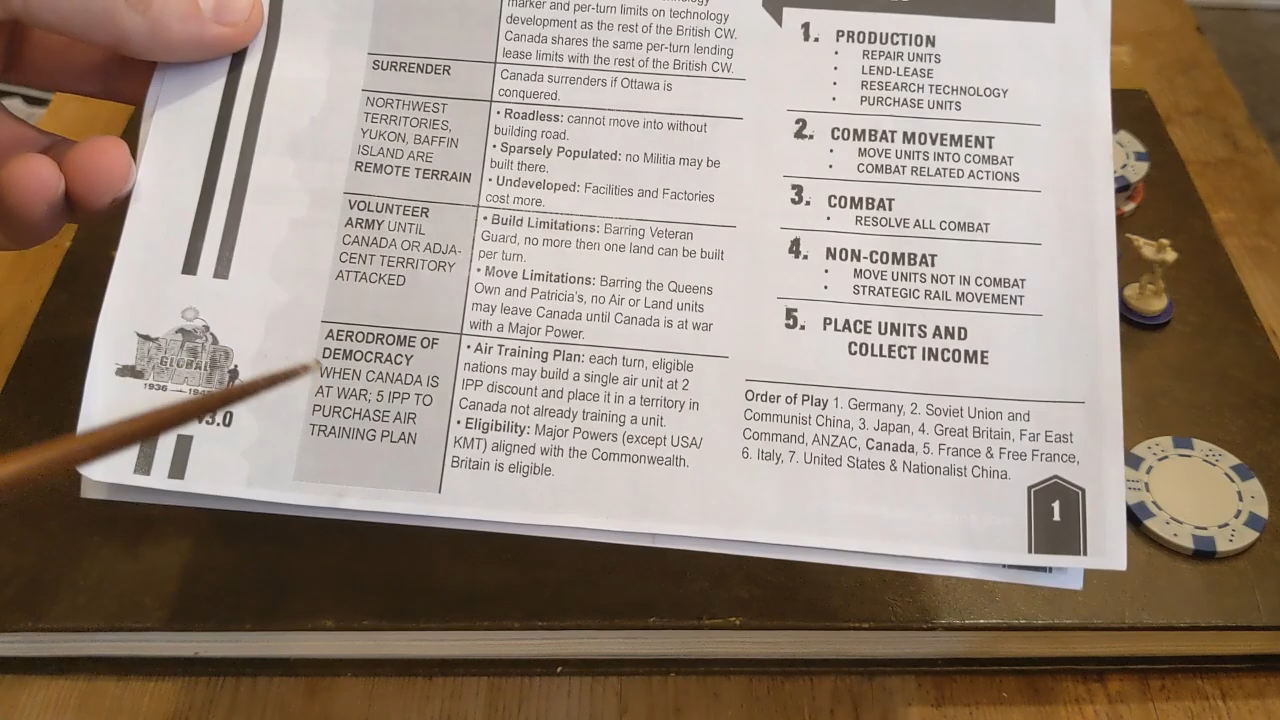 marker and per-turn limits on technology
development as the rest of the British CW.
Canada shares the same per-turn lending
lease limits with the rest of the British CW.
SURRENDER
Canada surrenders if Ottawa is
conquered.
NORTHWEST
TERRITORIES,
YUKON, BAFFIN
ISLAND ARE
REMOTE TERRAIN
• Roadless: cannot move into without
building road.
• Sparsely Populated: no Militia may be
built there.
• Undeveloped: Facilities and Factories
cost more.
VOLUNTEER
ARMY UNTIL
CANADA OR ADJA-
CENT TERRITORY
ATTACKED
• Build Limitations: Barring Veteran
Guard, no more then one land can be built
per turn.
• Move Limitations: Barring the Queens
Own and Patricia's, no Air or Land units
may leave Canada until Canada is at war
with a Major Power.
AERODROME OF
DEMOCRACY
WHEN CANADA IS
AT WAR; 5 IPP TO
PURCHASE AIR
TRAINING PLAN
• Air Training Plan: each turn, eligible
nations may build a single air unit at 2
IPP discount and place it in a territory in
Canada not already training a unit.
• Eligibility: Major Powers (except USA/
KMT) aligned with the Commonwealth.
Britain is eligible.
1. PRODUCTION
• REPAIR UNITS
• LEND-LEASE
• RESEARCH TECHNOLOGY
• PURCHASE UNITS
2. COMBAT MOVEMENT
• MOVE UNITS INTO COMBAT
• COMBAT RELATED ACTIONS
3. COMBAT
• RESOLVE ALL COMBAT
4. NON-COMBAT
• MOVE UNITS NOT IN COMBAT
• STRATEGIC RAIL MOVEMENT
5. PLACE UNITS AND
COLLECT INCOME
Order of Play 1. Germany, 2. Soviet Union and
Communist China, 3. Japan, 4. Great Britain, Far East
Command, ANZAC, Canada, 5. France & Free France,
6. Italy, 7. United States & Nationalist China.
GLOBAL
WAR
1936
v3.0
1